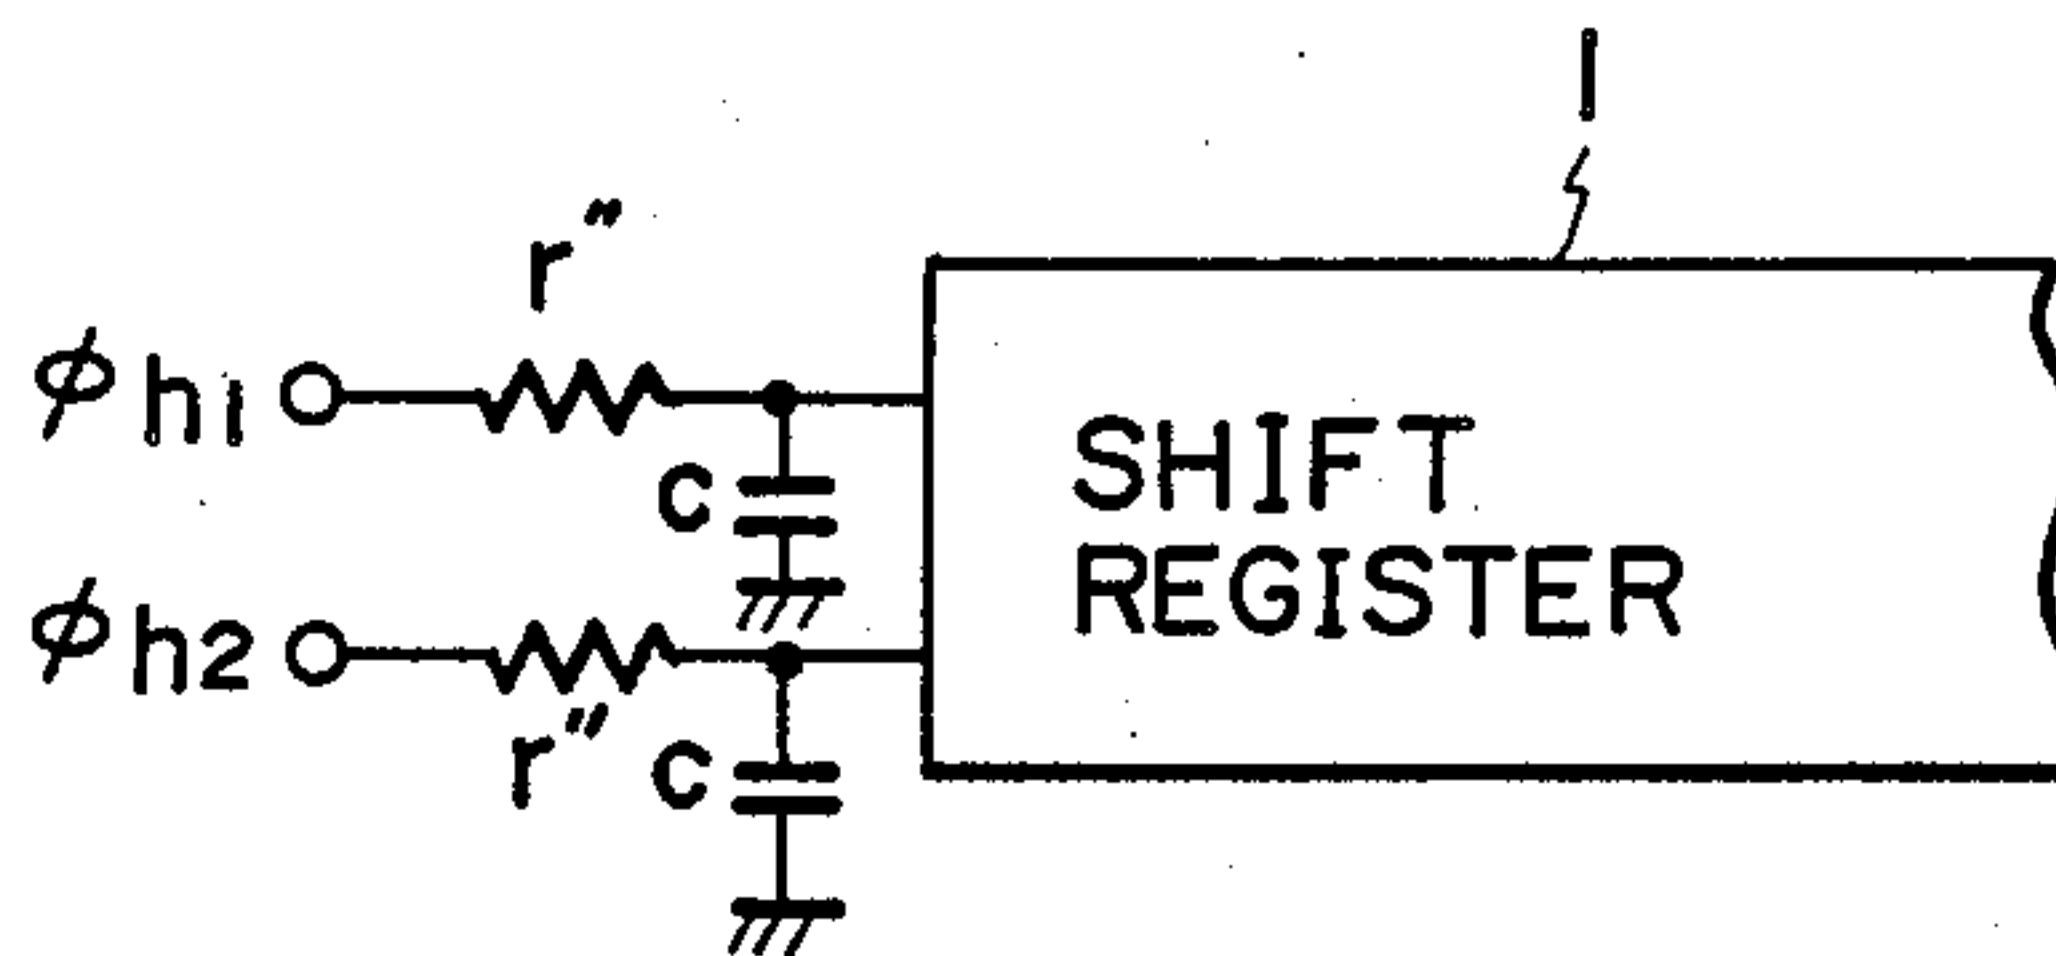 1
r″
φh1
C
SHIFT
REGISTER
φh2
r″
C